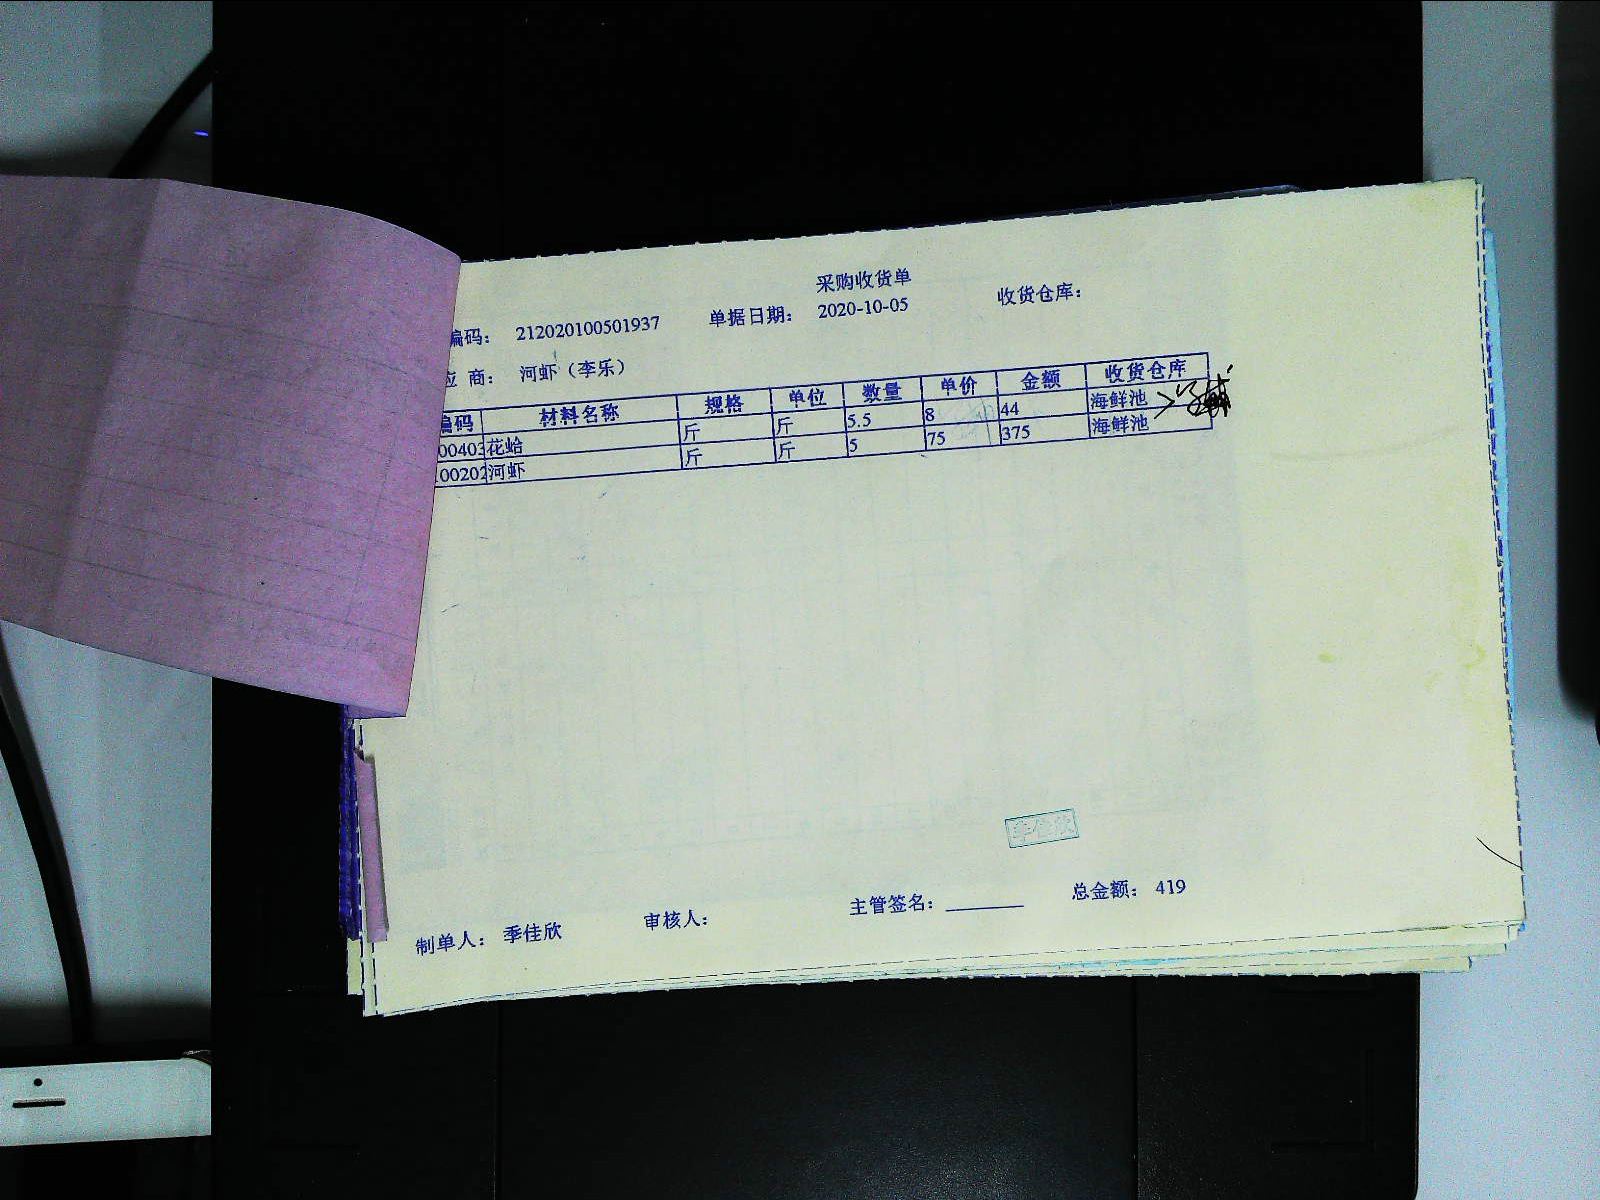 采购收货单
编码： 212020100501937 单据日期： 2020-10-05 收货仓库：
应 商： 河虾（李乐）
编码 材料名称 规格 单位 数量 单价 金额 收货仓库
00403 花蛤 斤 斤 5.5 8 44 海鲜池
00202 河虾 斤 斤 5 75 375 海鲜池
季佳欣
制单人： 季佳欣 审核人： 主管签名： 总金额： 419